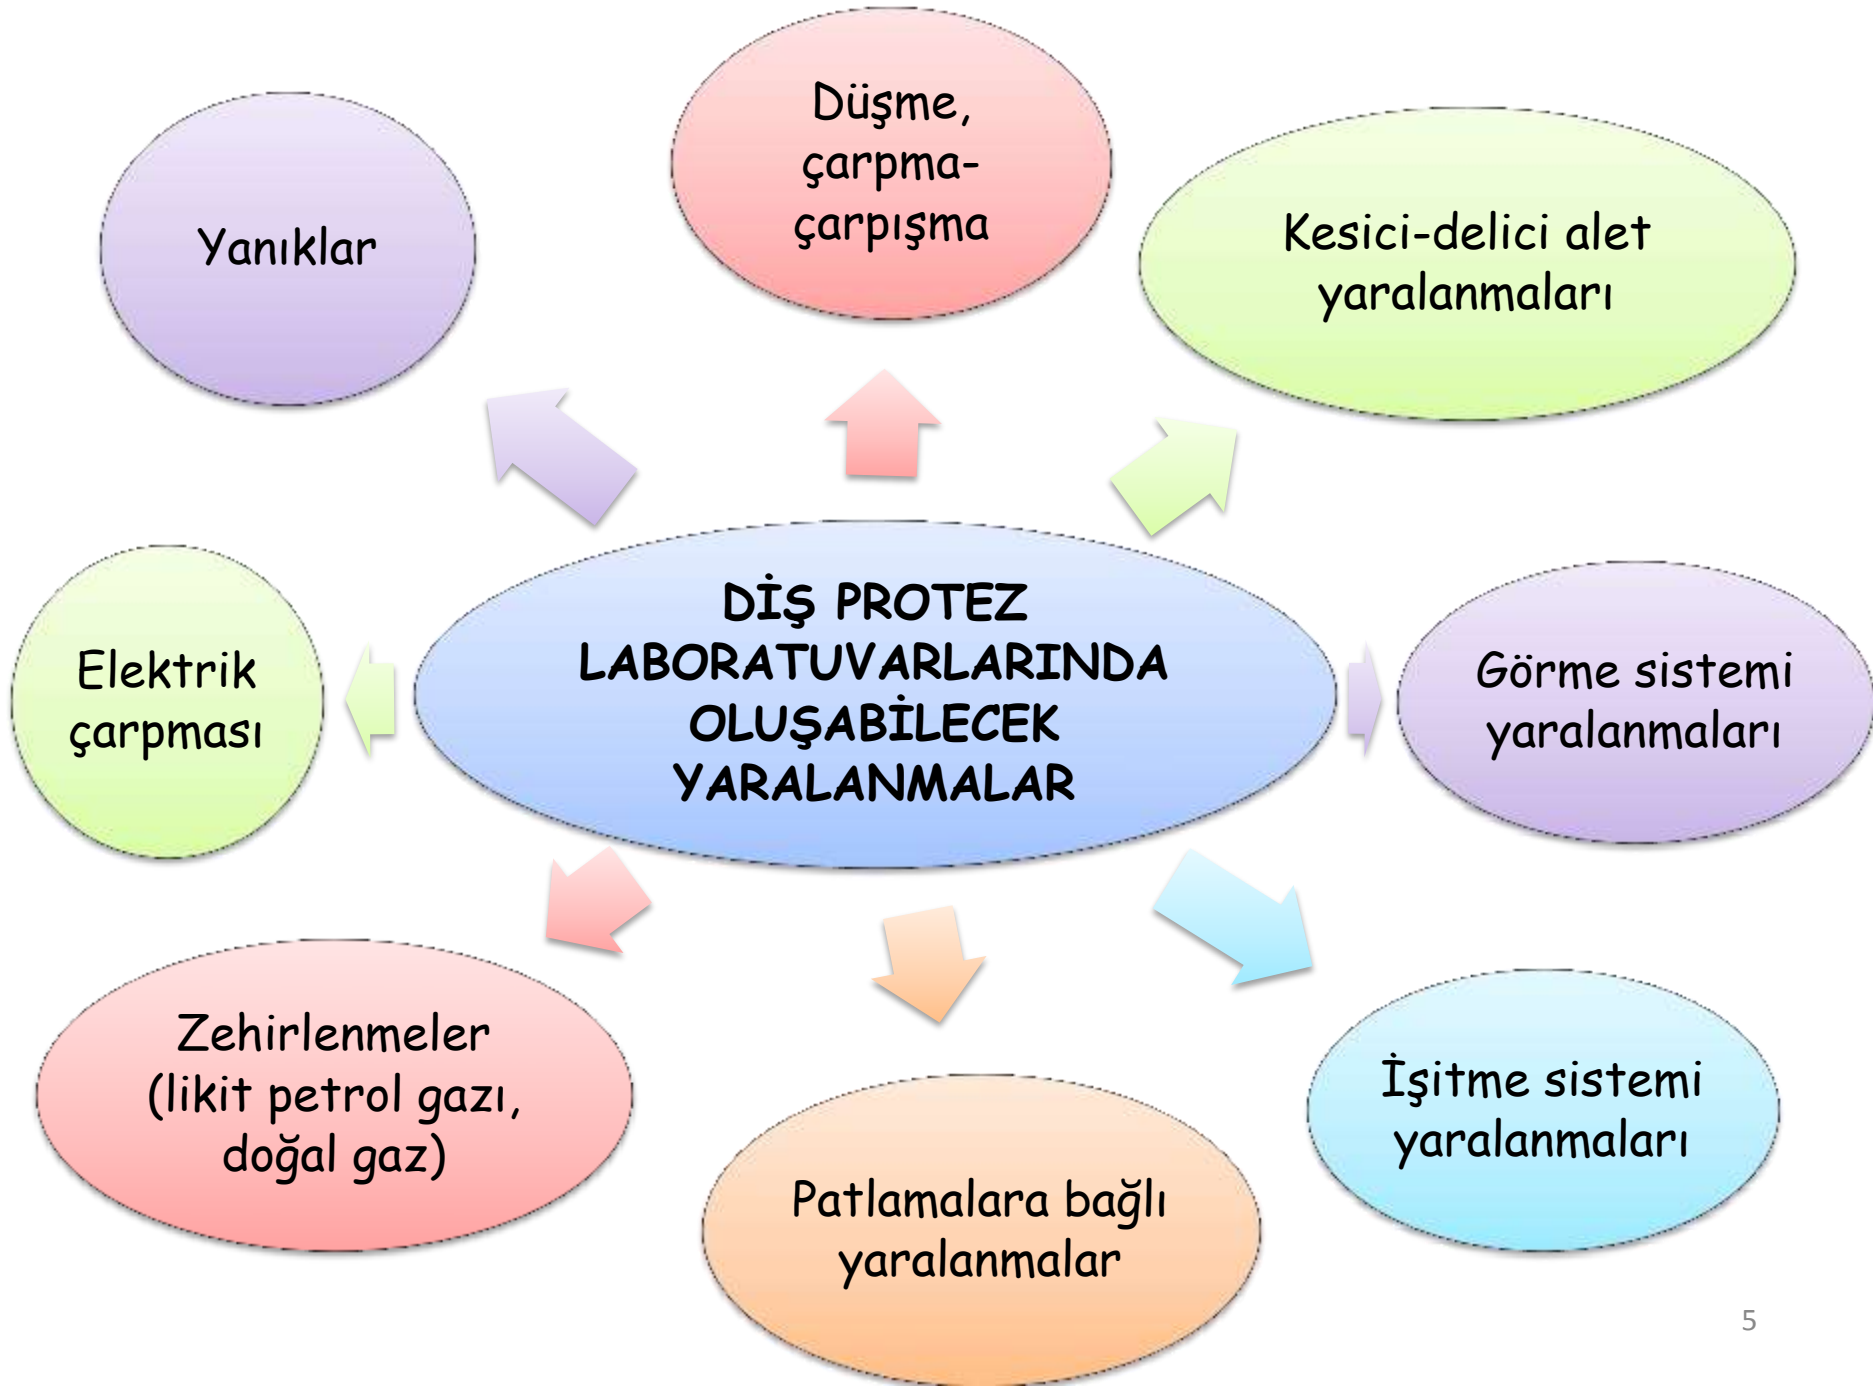 Düşme,
çarpma-
çarpışma
Kesici-delici alet
yaralanmaları
Yanıklar
DİŞ PROTEZ
LABORATUVARLARINDA
OLUŞABİLECEK
YARALANMALAR
Görme sistemi
yaralanmaları
Elektrik
çarpması
Zehirlenmeler
(likit petrol gazı,
doğal gaz)
Patlamalara bağlı
yaralanmalar
İşitme sistemi
yaralanmaları
5